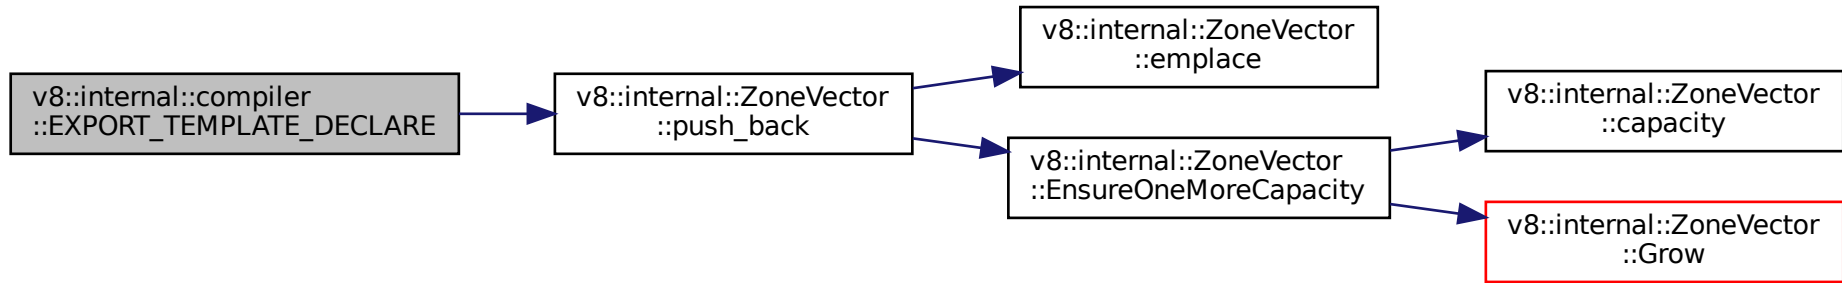 v8::internal::compiler
::EXPORT_TEMPLATE_DECLARE
v8::internal::ZoneVector
::push_back
v8::internal::ZoneVector
::emplace
v8::internal::ZoneVector
::EnsureOneMoreCapacity
v8::internal::ZoneVector
::capacity
v8::internal::ZoneVector
::Grow